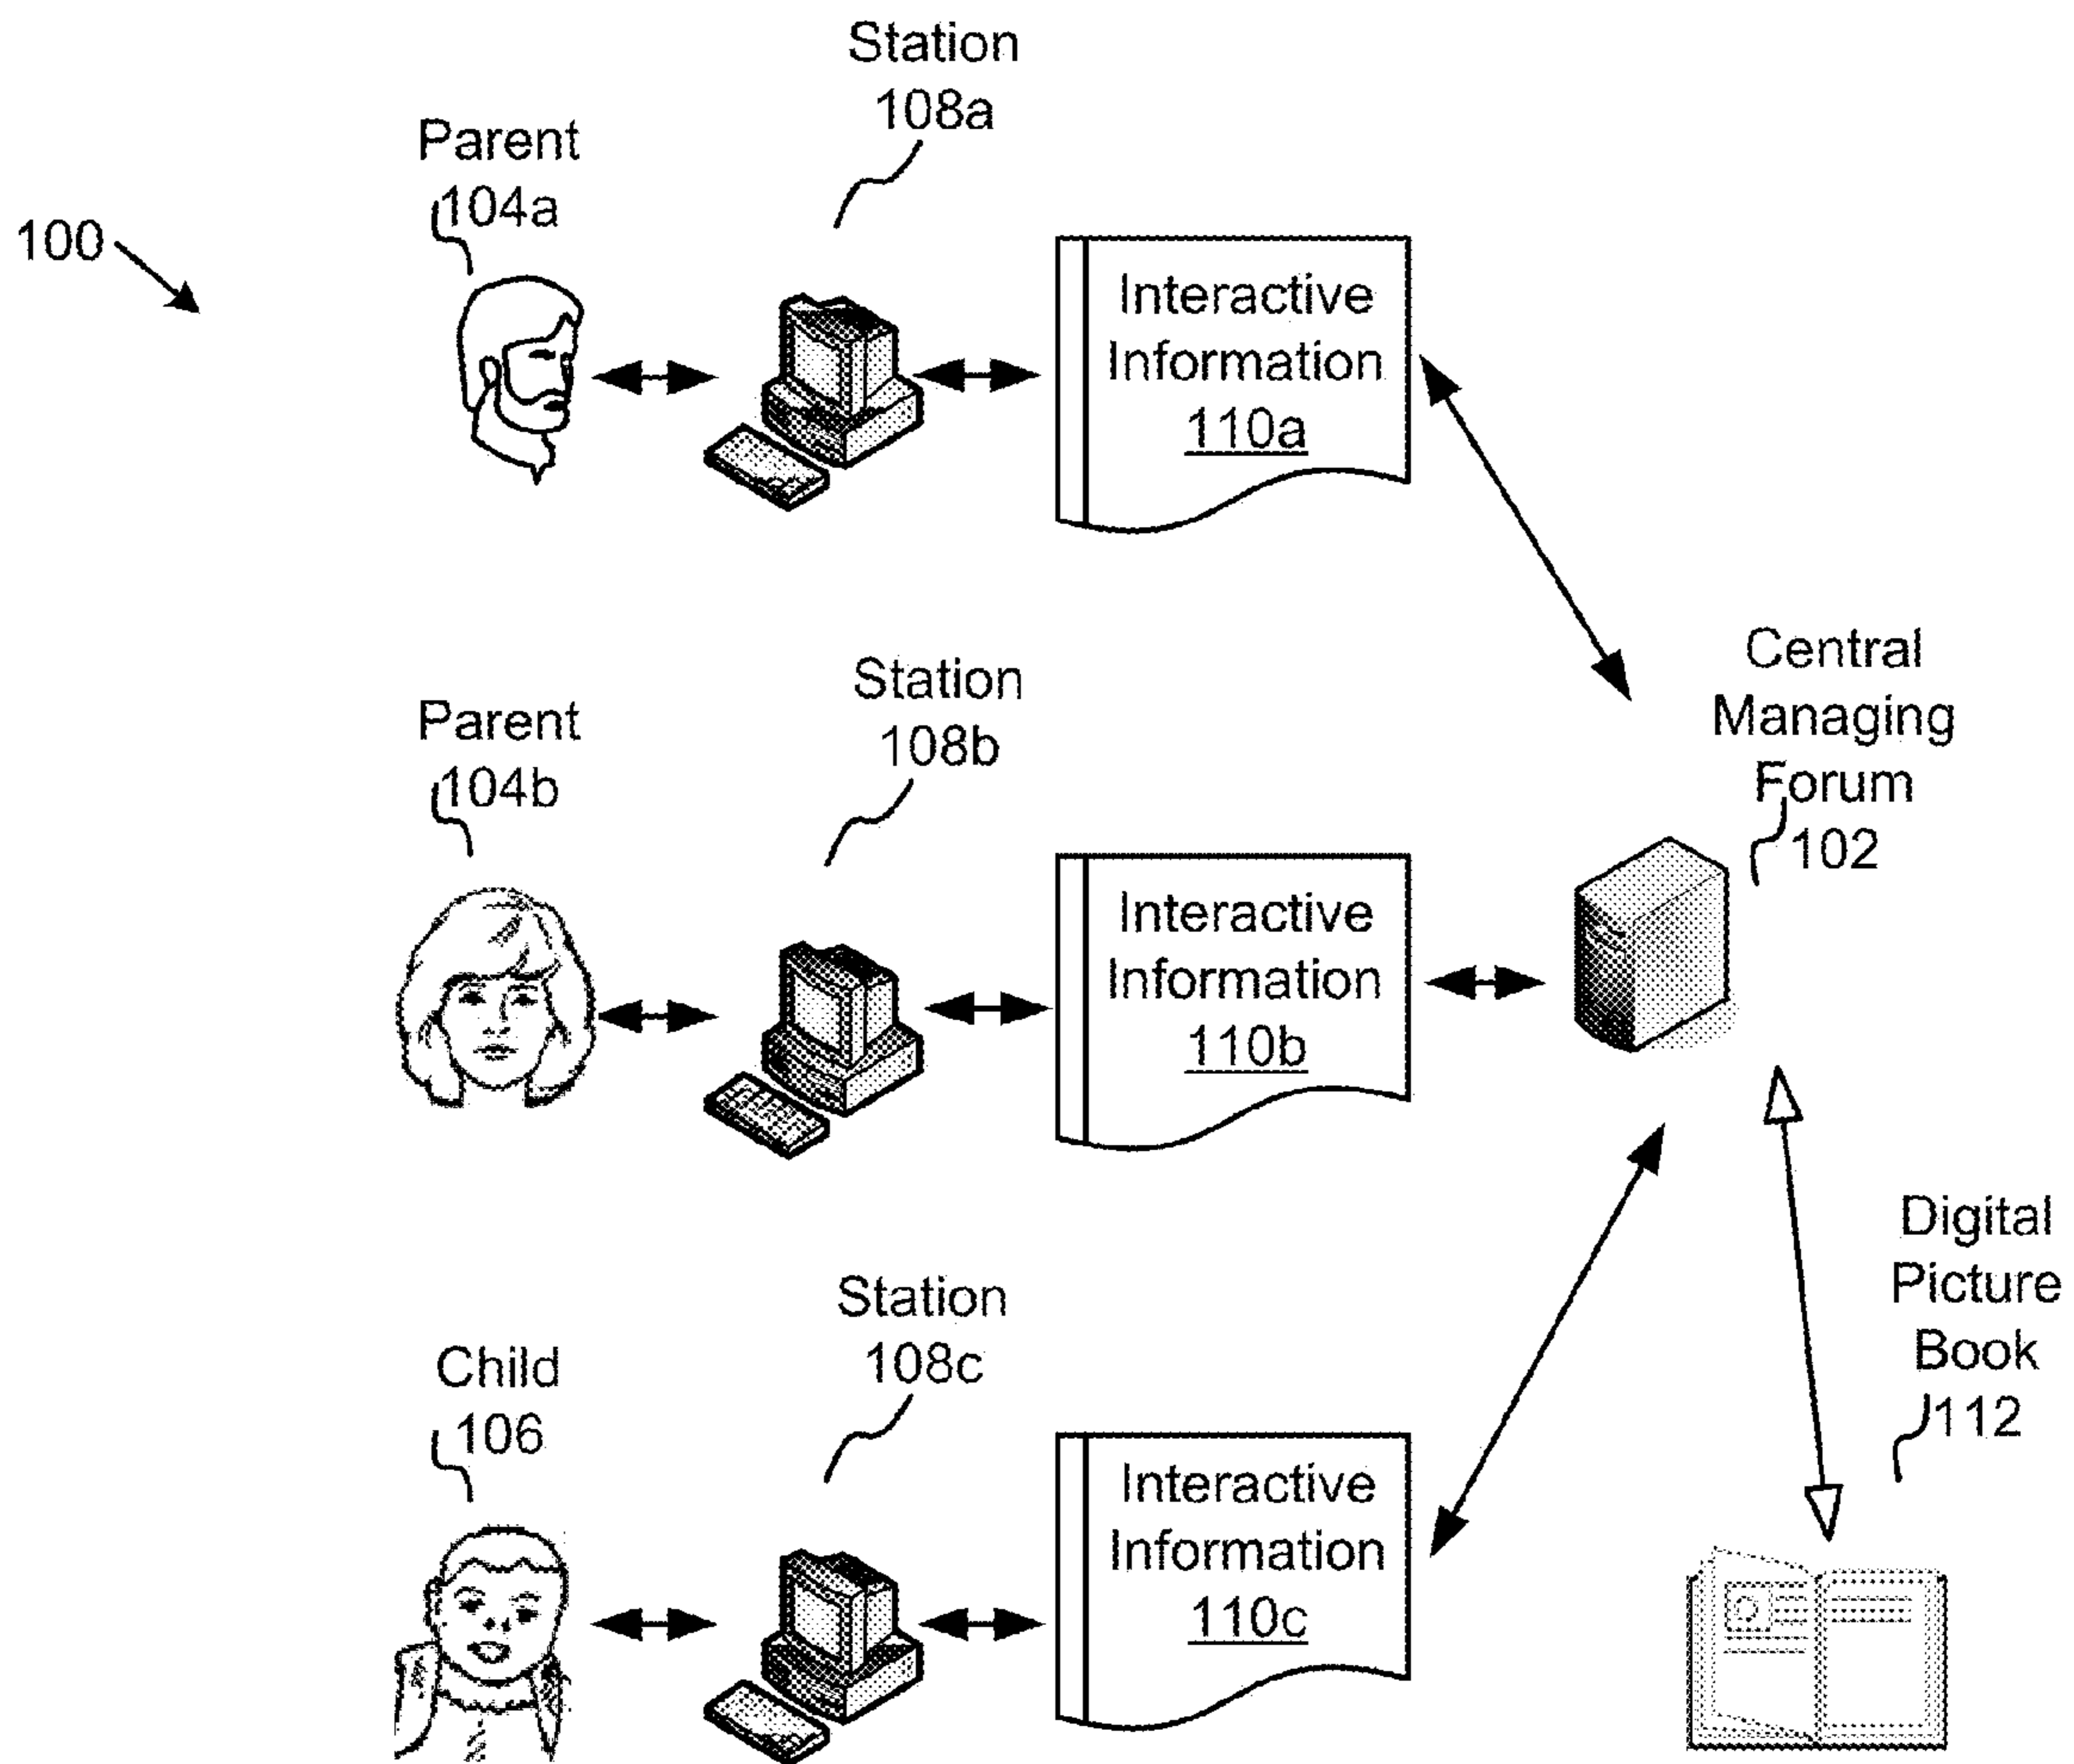 100
Parent
104a
Station
108a
Interactive
Information
110a
Parent
104b
Station
108b
Interactive
Information
110b
Central
Managing
Forum
102
Child
106
Station
108c
Interactive
Information
110c
Digital
Picture
Book
112